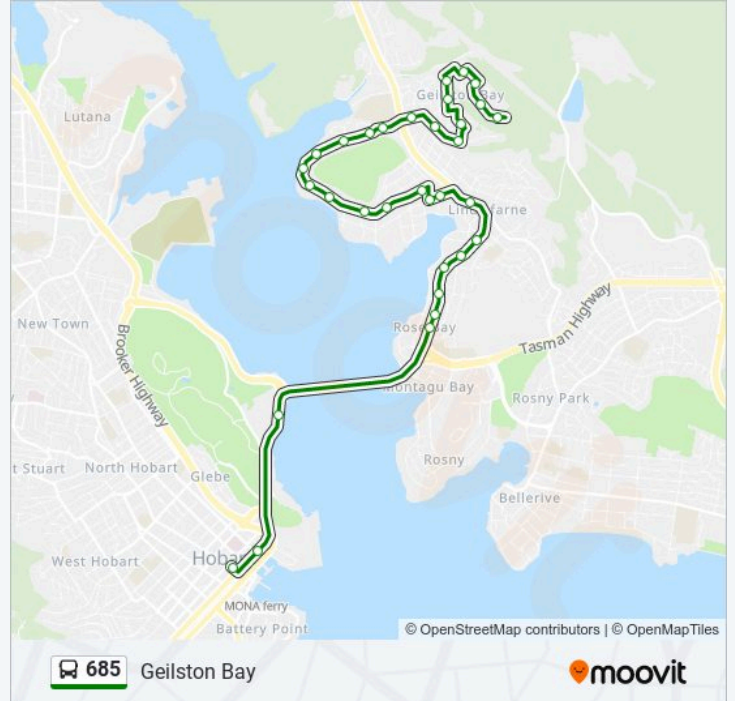 Lutana
Geilston Bay
Lindisfarne
New Town
Brooker Highway
Rose Bay
Tasman Highway
Montagu Bay
Rosny Park
t Stuart
North Hobart
Glebe
Rosny
Bellerive
West Hobart
Hobart
MONA ferry
Battery Point
© OpenStreetMap contributors | © OpenMapTiles
685 Geilston Bay
moovit